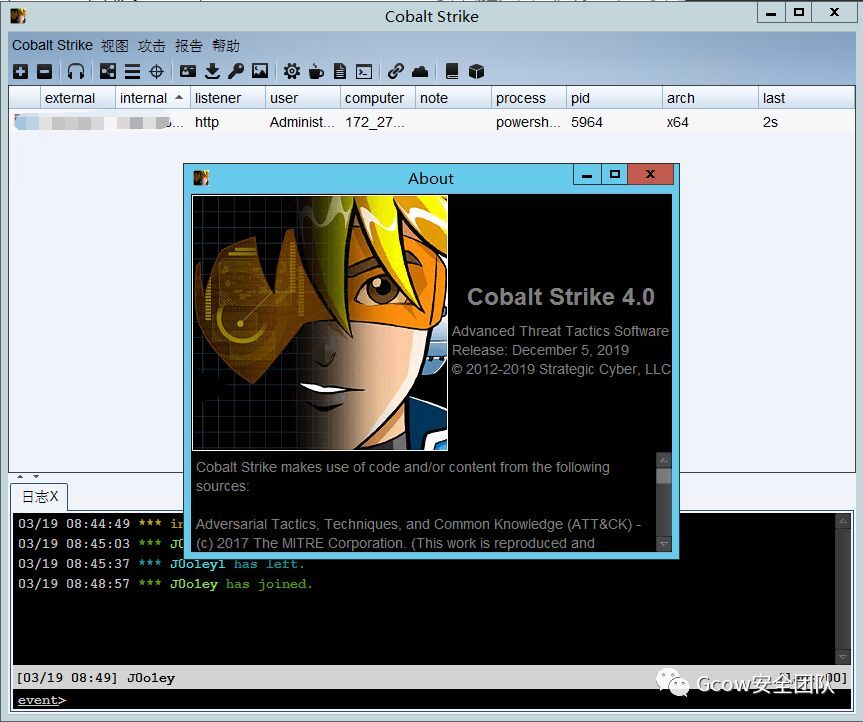 Cobalt Strike
Cobalt Strike 视图 攻击 报告 帮助
external internal listener user computer note process pid arch last
http Administ... 172_27... powersh... 5964 x64 2s
About
Cobalt Strike 4.0
Advanced Threat Tactics Software
Release: December 5, 2019
© 2012-2019 Strategic Cyber, LLC
Cobalt Strike makes use of code and/or content from the following
sources:
Adversarial Tactics, Techniques, and Common Knowledge (ATT&CK) -
(c) 2017 The MITRE Corporation. (This work is reproduced and
日志X
03/19 08:44:49 ***
03/19 08:45:03 ***
03/19 08:45:37 *** J0oley1 has left.
03/19 08:48:57 *** J0oley has joined.
[03/19 08:49] J0oley
Gcow安全团队
event>